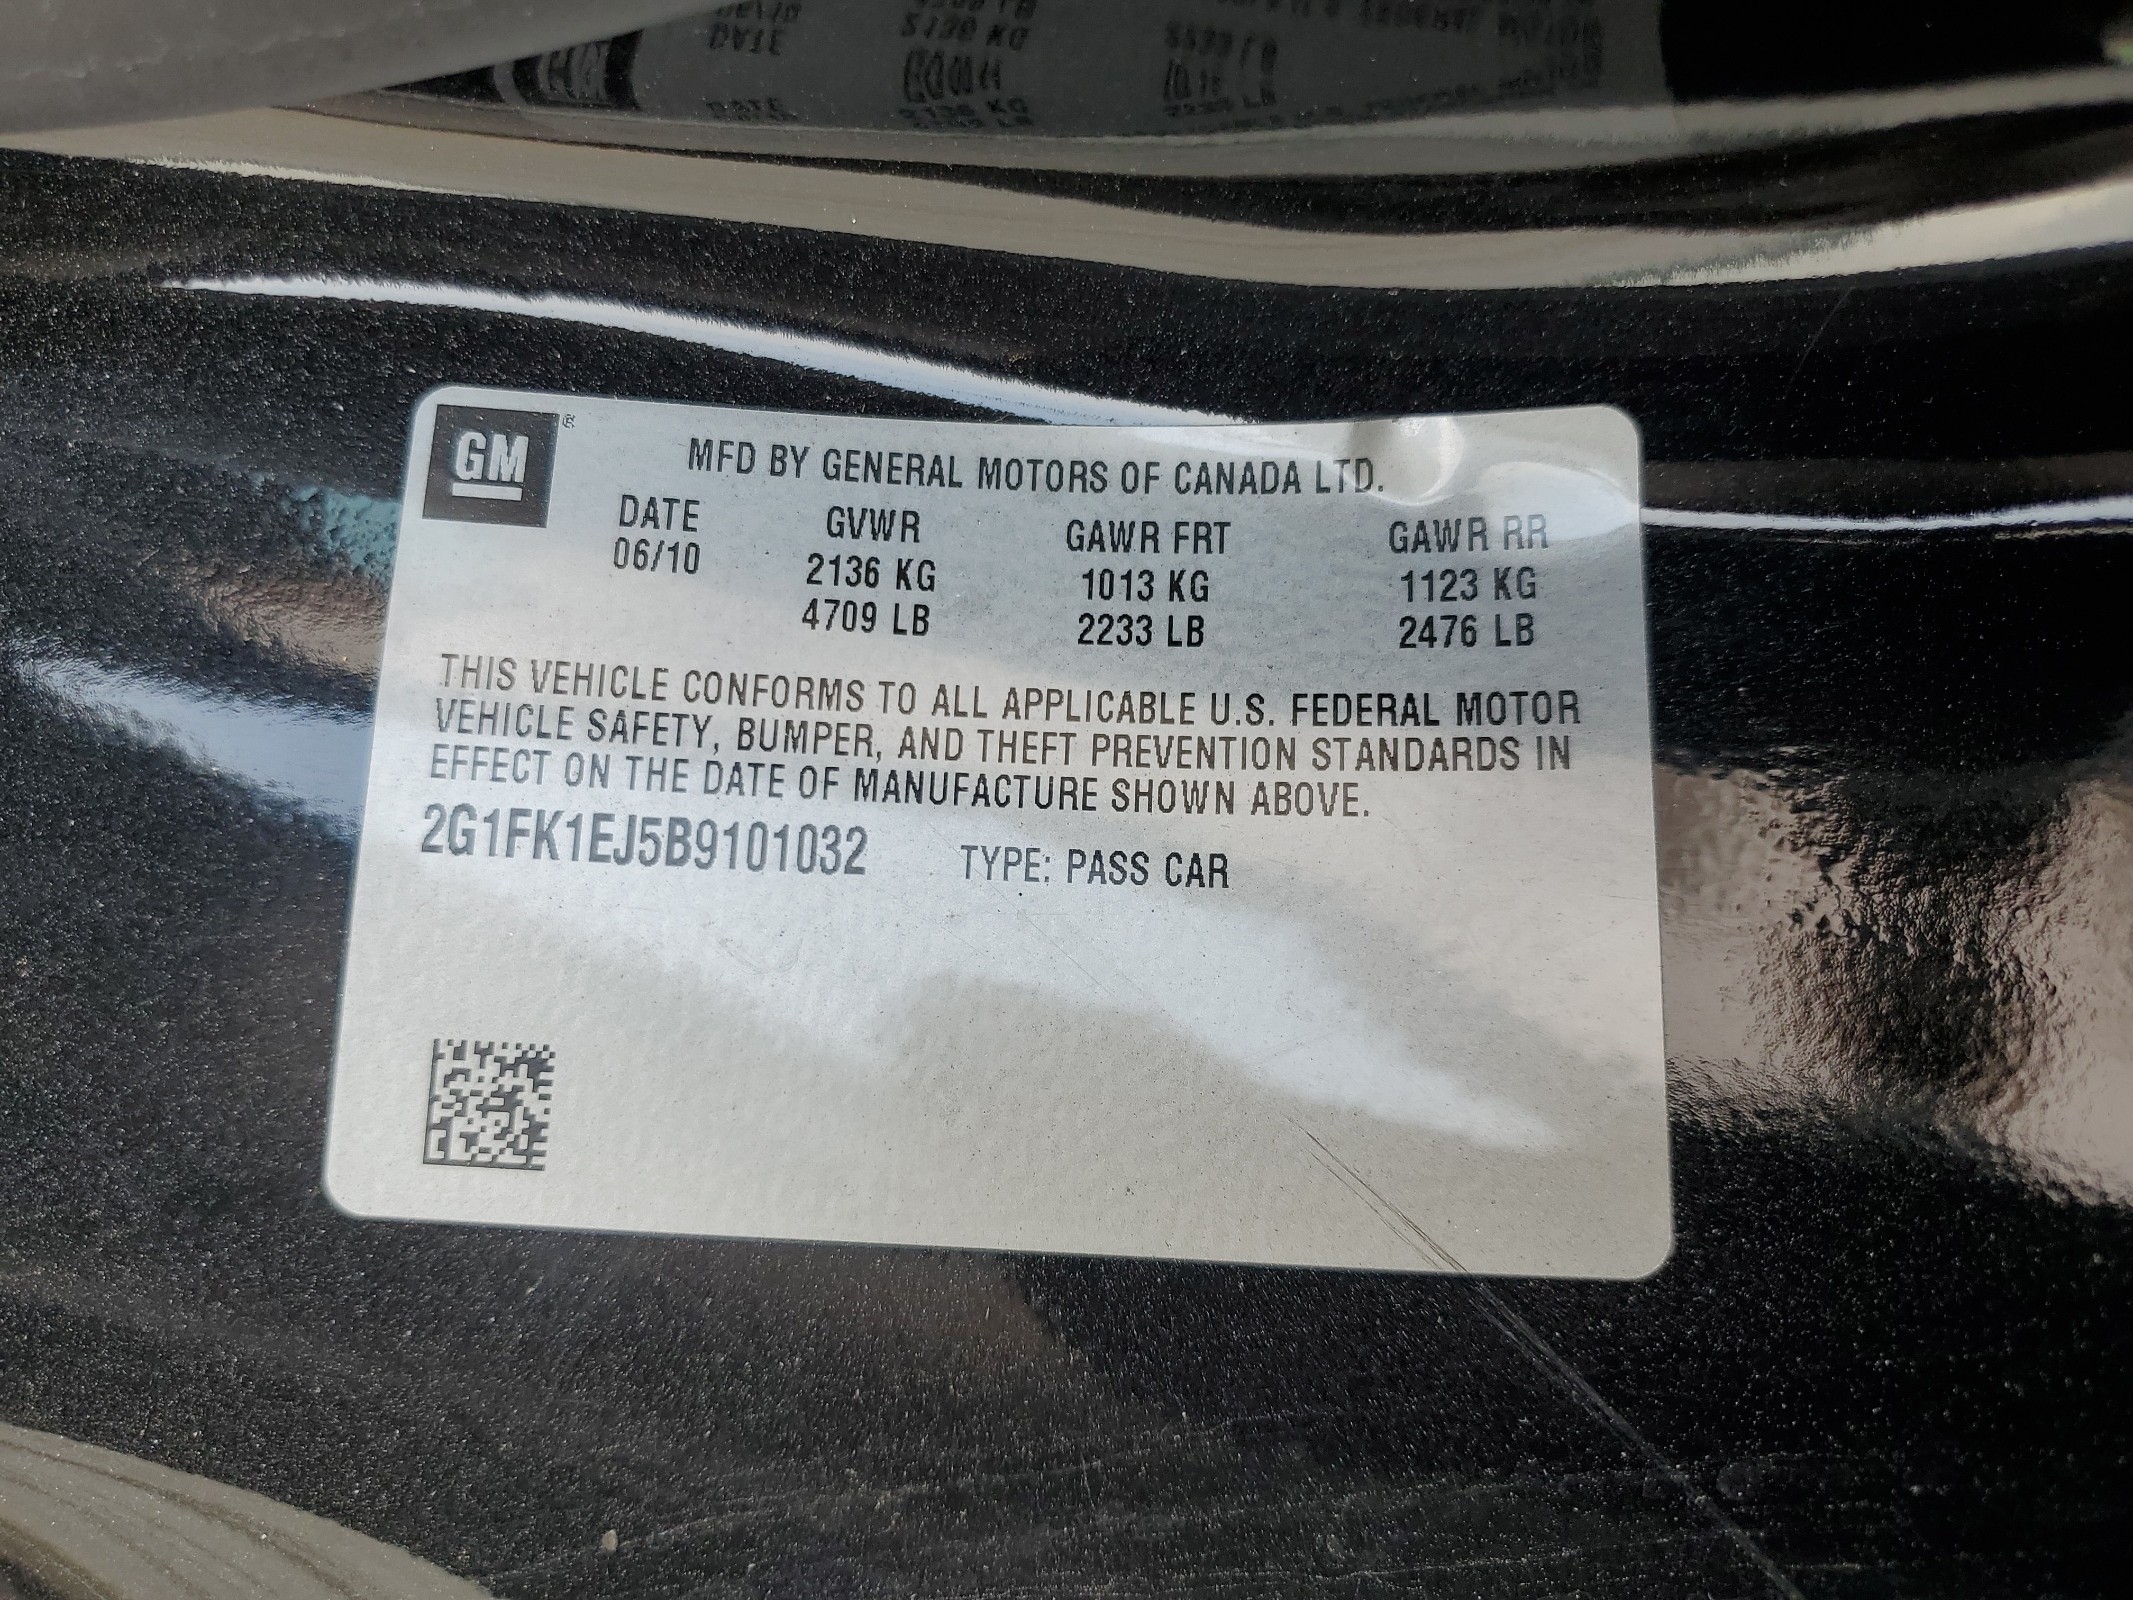 GM
MFD BY GENERAL MOTORS OF CANADA LTD.
DATE GVWR GAWR FRT GAWR RR
06/10 2136 KG 1013 KG 1123 KG
4709 LB 2233 LB 2476 LB
THIS VEHICLE CONFORMS TO ALL APPLICABLE U.S. FEDERAL MOTOR
VEHICLE SAFETY, BUMPER, AND THEFT PREVENTION STANDARDS IN
EFFECT ON THE DATE OF MANUFACTURE SHOWN ABOVE.
2G1FK1EJ5B9101032 TYPE: PASS CAR